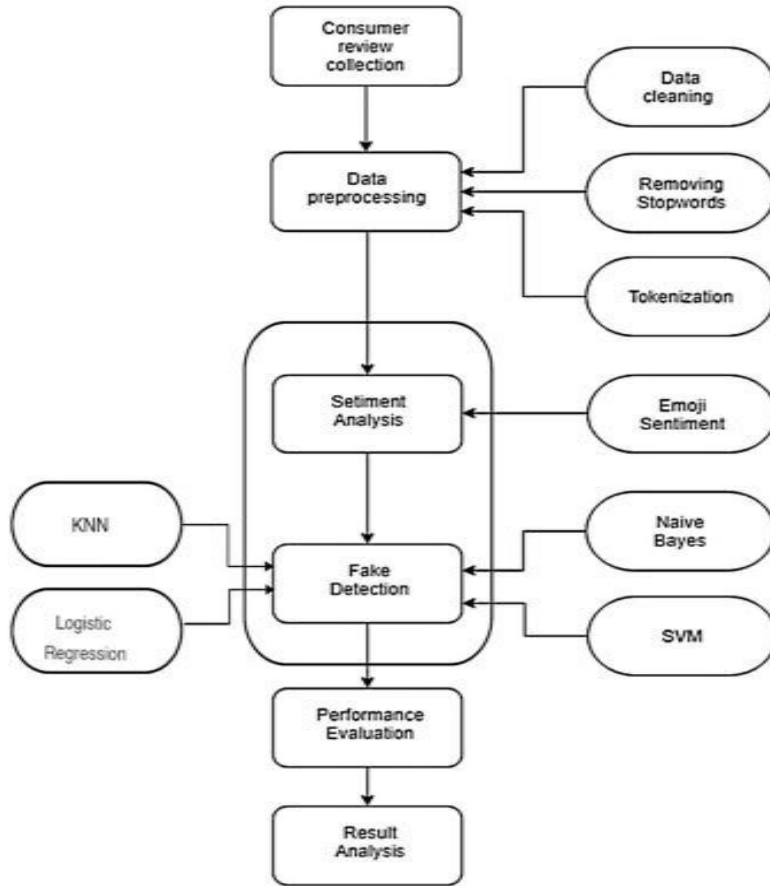 Consumer
review
collection
Data
cleaning
Data
preprocessing
Removing
Stopwords
Tokenization
Setiment
Analysis
Emoji
Sentiment
KNN
Naive
Bayes
Fake
Detection
Logistic
Regression
SVM
Performance
Evaluation
Result
Analysis